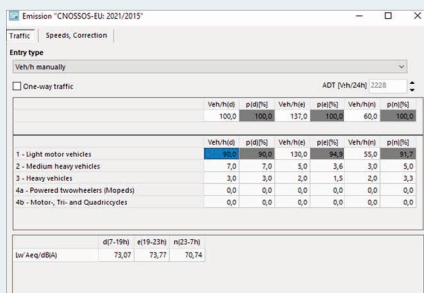 Emission "CNOSSOS-EU: 2021/2015"
Traffic Speeds, Correction
Entry type
Veh/h manually
One-way traffic ADT [Veh/24h] 2228
Veh/h(d) p(d)[%] Veh/h(e) p(e)[%] Veh/h(n) p(n)[%]
100,0 100,0 137,0 100,0 60,0 100,0
Veh/h(d) p(d)[%] Veh/h(e) p(e)[%] Veh/h(n) p(n)[%]
1 - Light motor vehicles 90,0 90,0 130,0 94,9 55,0 91,7
2 - Medium heavy vehicles 7,0 7,0 5,0 3,6 3,0 5,0
3 - Heavy vehicles 3,0 3,0 2,0 1,5 2,0 3,3
4a - Powered twowheelers (Mopeds) 0,0 0,0 0,0 0,0 0,0 0,0
4b - Motor-, Tri- and Quadriccycles 0,0 0,0 0,0 0,0 0,0 0,0
d(7-19h) e(19-23h) n(23-7h)
Lw'Aeq/dB(A) 73,07 73,77 70,74